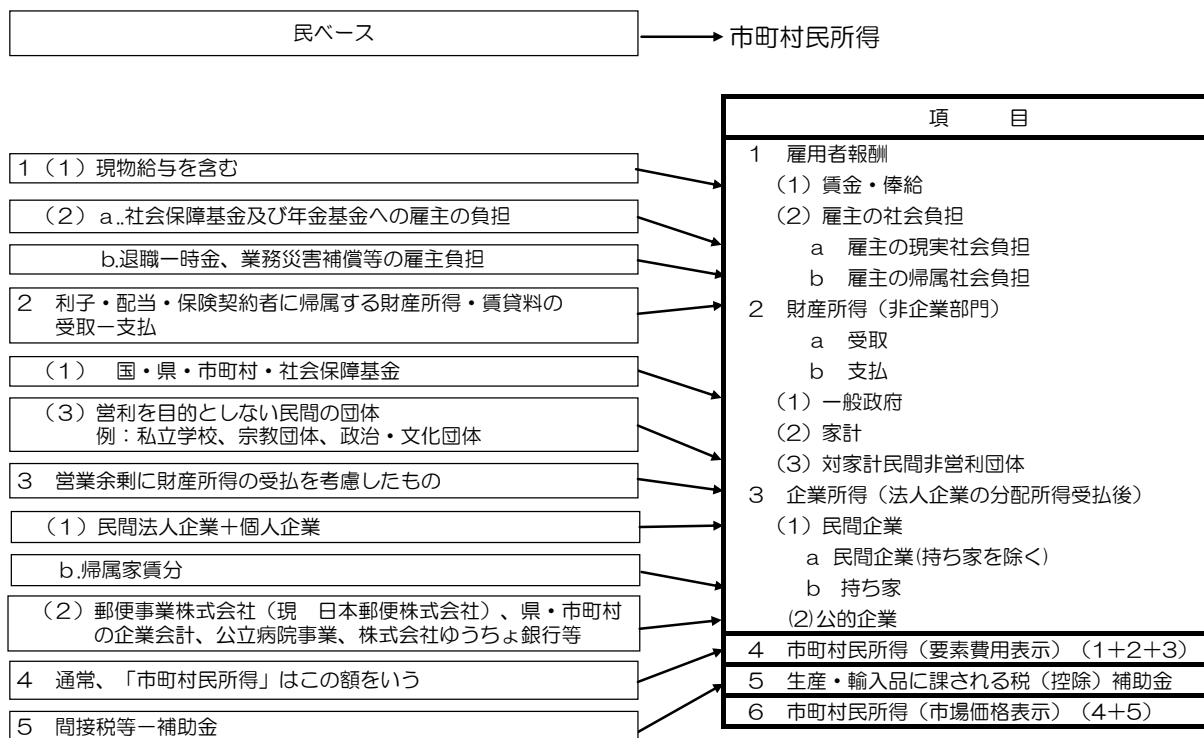 民ベース
市町村民所得
1（1）現物給与を含む
（2）a..社会保障基金及び年金基金への雇主の負担
b.退職一時金、業務災害補償等の雇主負担
2　利子・配当・保険契約者に帰属する財産所得・賃貸料の
受取－支払
（1）　国・県・市町村・社会保障基金
（3）営利を目的としない民間の団体
例：私立学校、宗教団体、政治・文化団体
3　営業余剰に財産所得の受払を考慮したもの
（1）民間法人企業＋個人企業
b.帰属家賃分
（2）郵便事業株式会社（現　日本郵便株式会社）、県・市町村
の企業会計、公立病院事業、株式会社ゆうちょ銀行等
4　通常、「市町村民所得」はこの額をいう
5　間接税等－補助金
項　　目
1　雇用者報酬
（1）賃金・俸給
（2）雇主の社会負担
a　雇主の現実社会負担
b　雇主の帰属社会負担
2　財産所得（非企業部門）
a　受取
b　支払
（1）一般政府
（2）家計
（3）対家計民間非営利団体
3　企業所得（法人企業の分配所得受払後）
（1）民間企業
a 民間企業(持ち家を除く)
b　持ち家
(2)公的企業
4　市町村民所得（要素費用表示）（1＋2＋3）
5　生産・輸入品に課される税（控除）補助金
6　市町村民所得（市場価格表示）（4＋5）